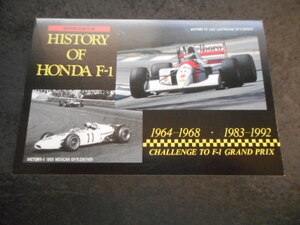 HISTORY
OF
HONDA F-1
1964–1968 · 1983–1992
CHALLENGE TO F-1 GRAND PRIX